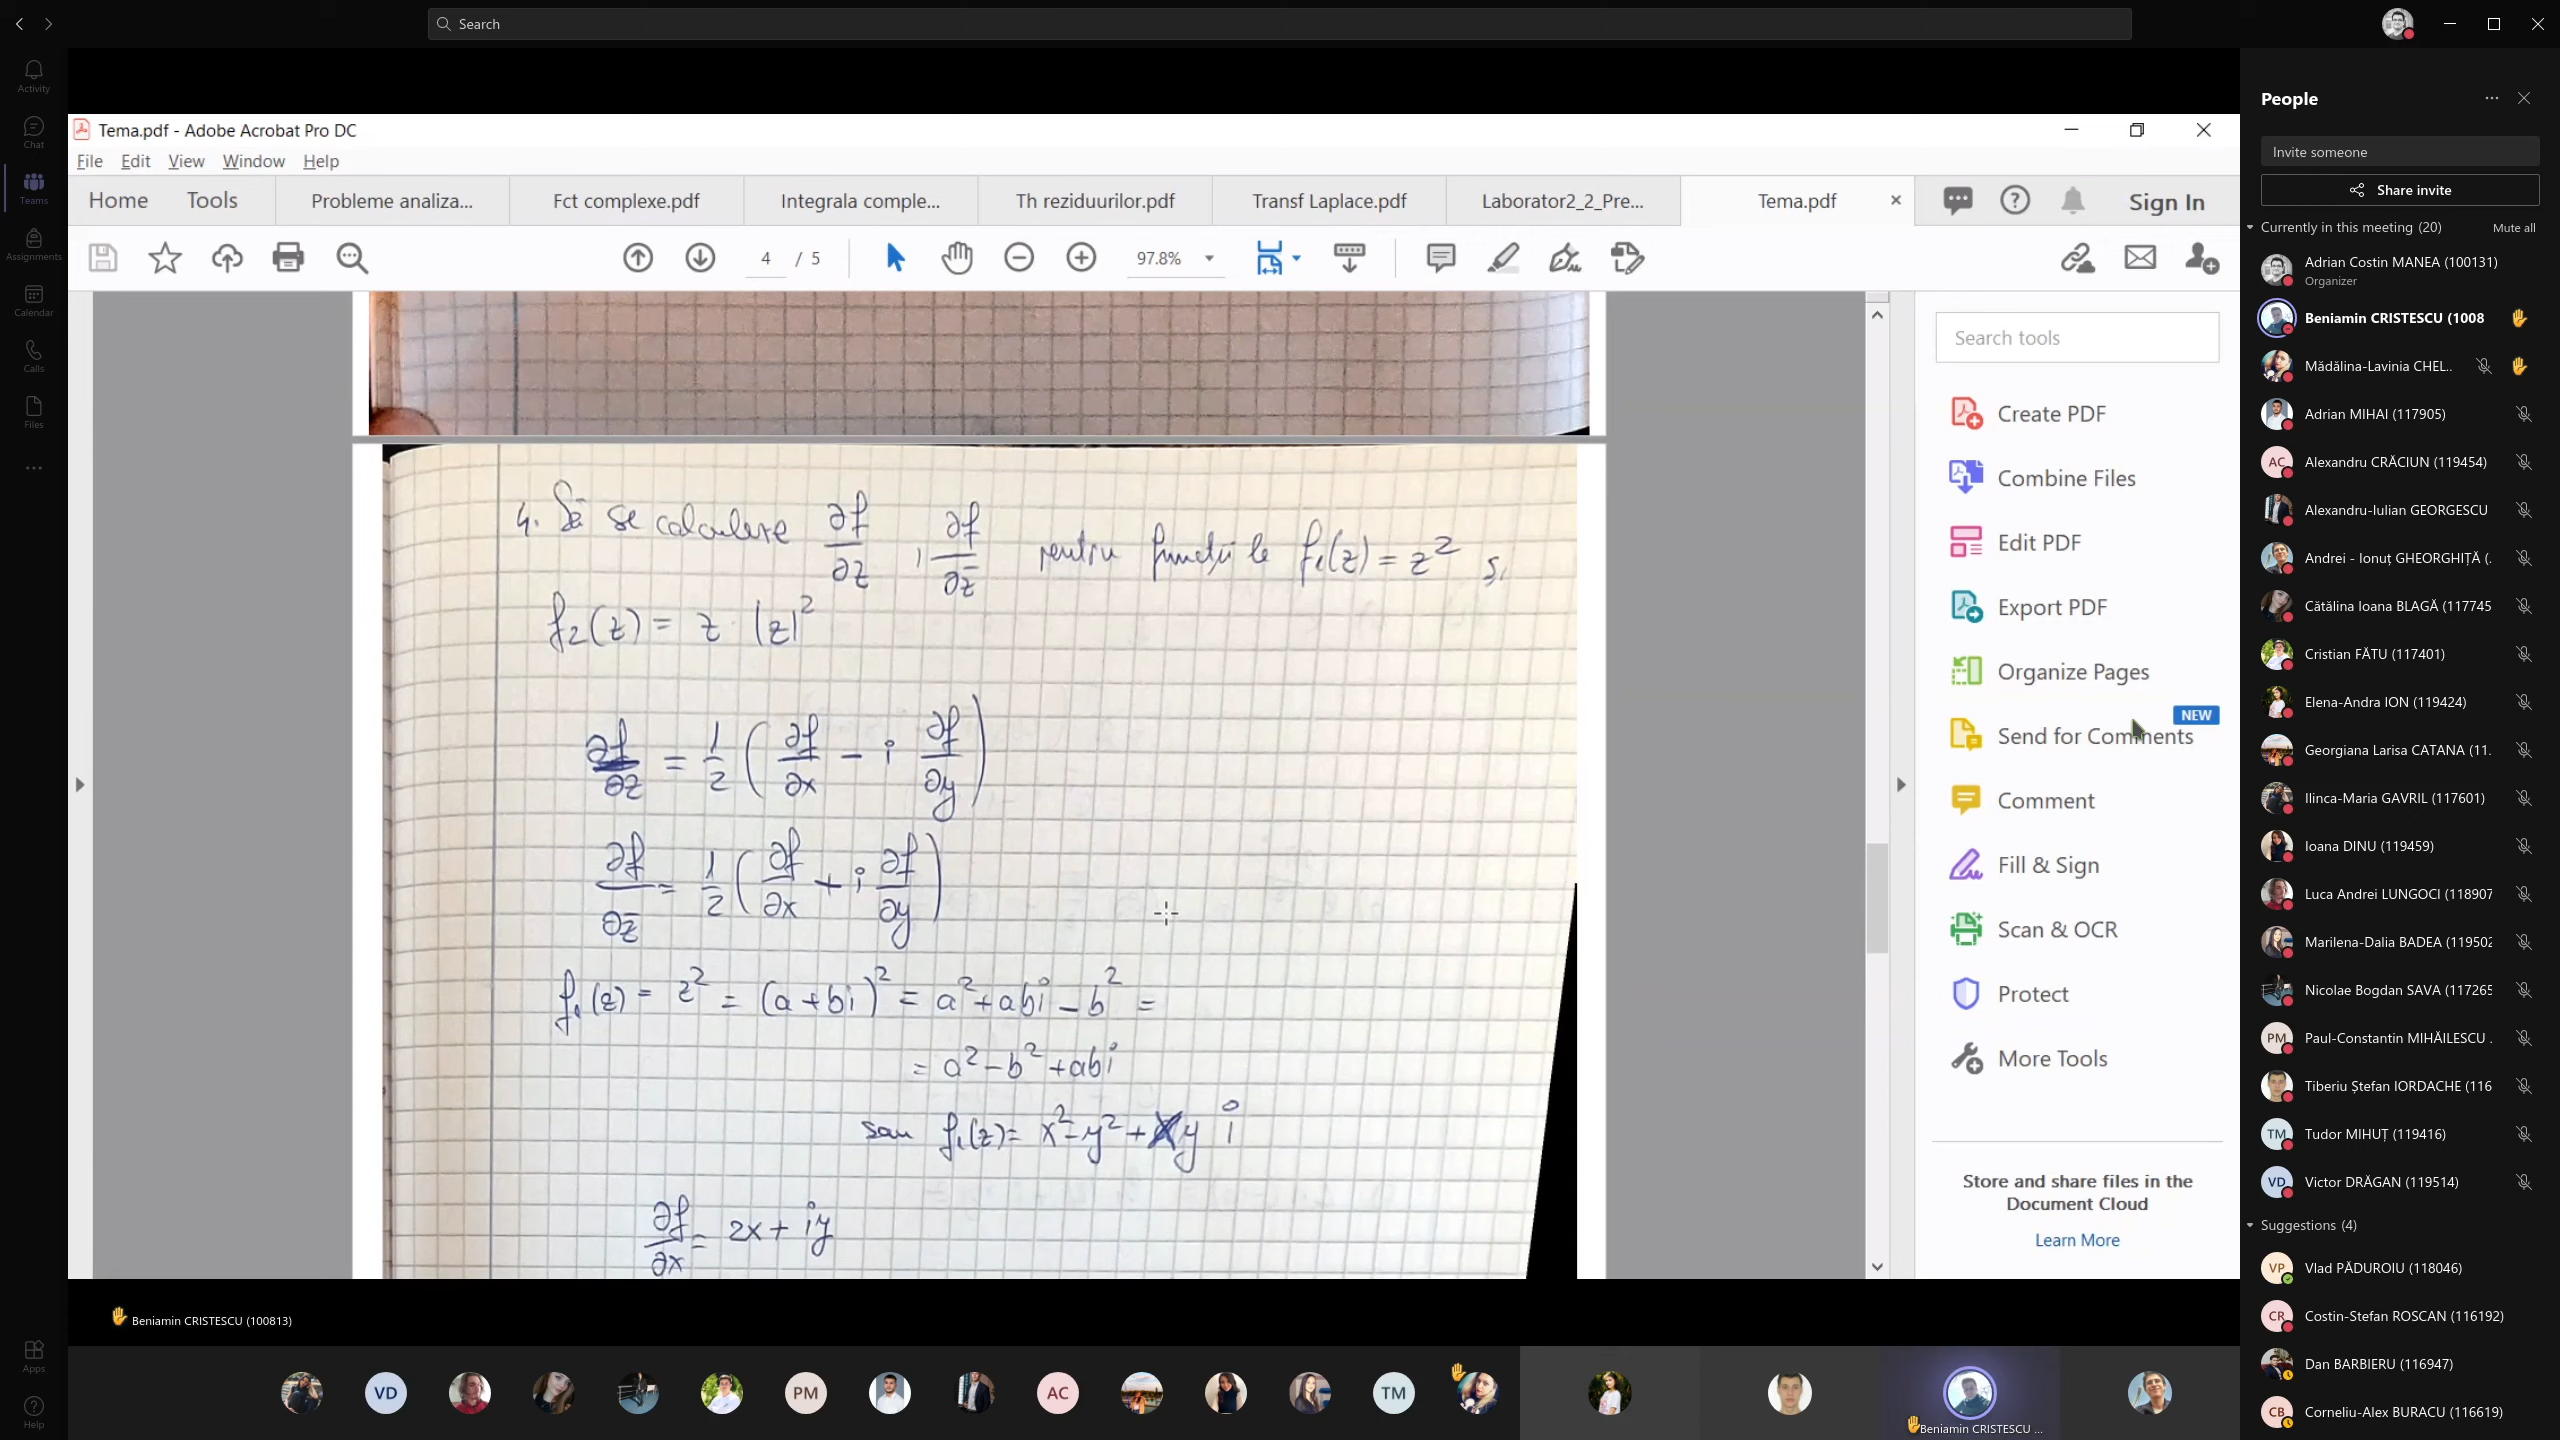 Search
Activity
Chat
Teams
Assignments
Calendar
Calls
Files
Apps
Help
Tema.pdf - Adobe Acrobat Pro DC
File Edit View Window Help
Home Tools Probleme analiza... Fct complexe.pdf Integrala comple... Th reziduurilor.pdf Transf Laplace.pdf Laborator2_2_Pre... Tema.pdf × Sign In
4 / 5 97.8%
4. Să se calculeze ∂f/∂z , ∂f/∂z̄ pentru funcțiile f₁(z) = z² și
f₂(z) = z · |z|²
∂f/∂z = 1/2 (∂f/∂x − i ∂f/∂y)
∂f/∂z̄ = 1/2 (∂f/∂x + i ∂f/∂y)
f₁(z) = z² = (a + bi)² = a² + abi − b² =
= a² − b² + abi
sau f₁(z) = x² − y² + xy i
∂f/∂x = 2x + iy
Search tools
Create PDF
Combine Files
Edit PDF
Export PDF
Organize Pages
NEW
Send for Comments
Comment
Fill & Sign
Scan & OCR
Protect
More Tools
Store and share files in the
Document Cloud
Learn More
Beniamin CRISTESCU (100813)
VD PM AC TM
Beniamin CRISTESCU ...
People
Invite someone
Share invite
Currently in this meeting (20) Mute all
Adrian Costin MANEA (100131)
Organizer
Beniamin CRISTESCU (1008
Mădălina-Lavinia CHEL..
Adrian MIHAI (117905)
AC Alexandru CRĂCIUN (119454)
Alexandru-Iulian GEORGESCU
Andrei - Ionuț GHEORGHIȚĂ (.
Cătălina Ioana BLAGĂ (117745
Cristian FĂTU (117401)
Elena-Andra ION (119424)
Georgiana Larisa CATANA (11.
Ilinca-Maria GAVRIL (117601)
Ioana DINU (119459)
Luca Andrei LUNGOCI (118907
Marilena-Dalia BADEA (119502
Nicolae Bogdan SAVA (117265
PM Paul-Constantin MIHĂILESCU .
Tiberiu Ștefan IORDACHE (116
TM Tudor MIHUȚ (119416)
VD Victor DRĂGAN (119514)
Suggestions (4)
VP Vlad PĂDUROIU (118046)
CR Costin-Stefan ROSCAN (116192)
Dan BARBIERU (116947)
CB Corneliu-Alex BURACU (116619)